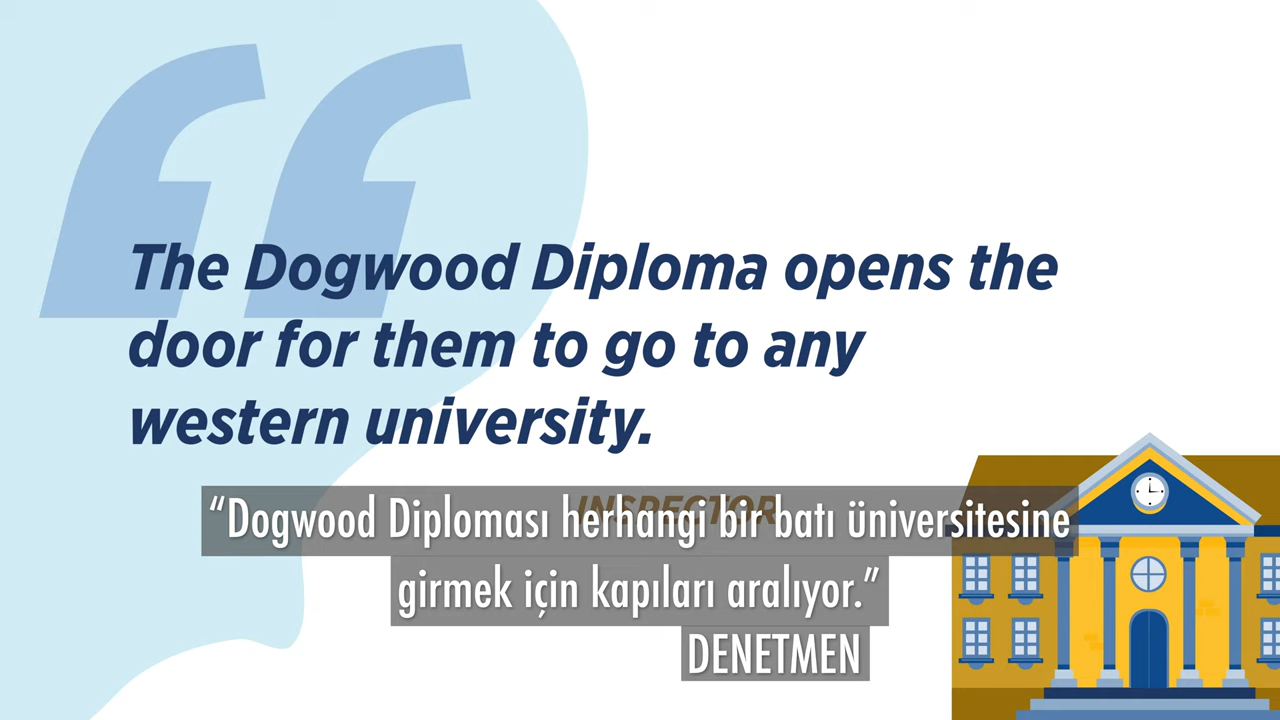 The Dogwood Diploma opens the
door for them to go to any
western university.
INSPECTOR
“Dogwood Diploması herhangi bir batı üniversitesine
girmek için kapıları aralıyor.”
DENETMEN